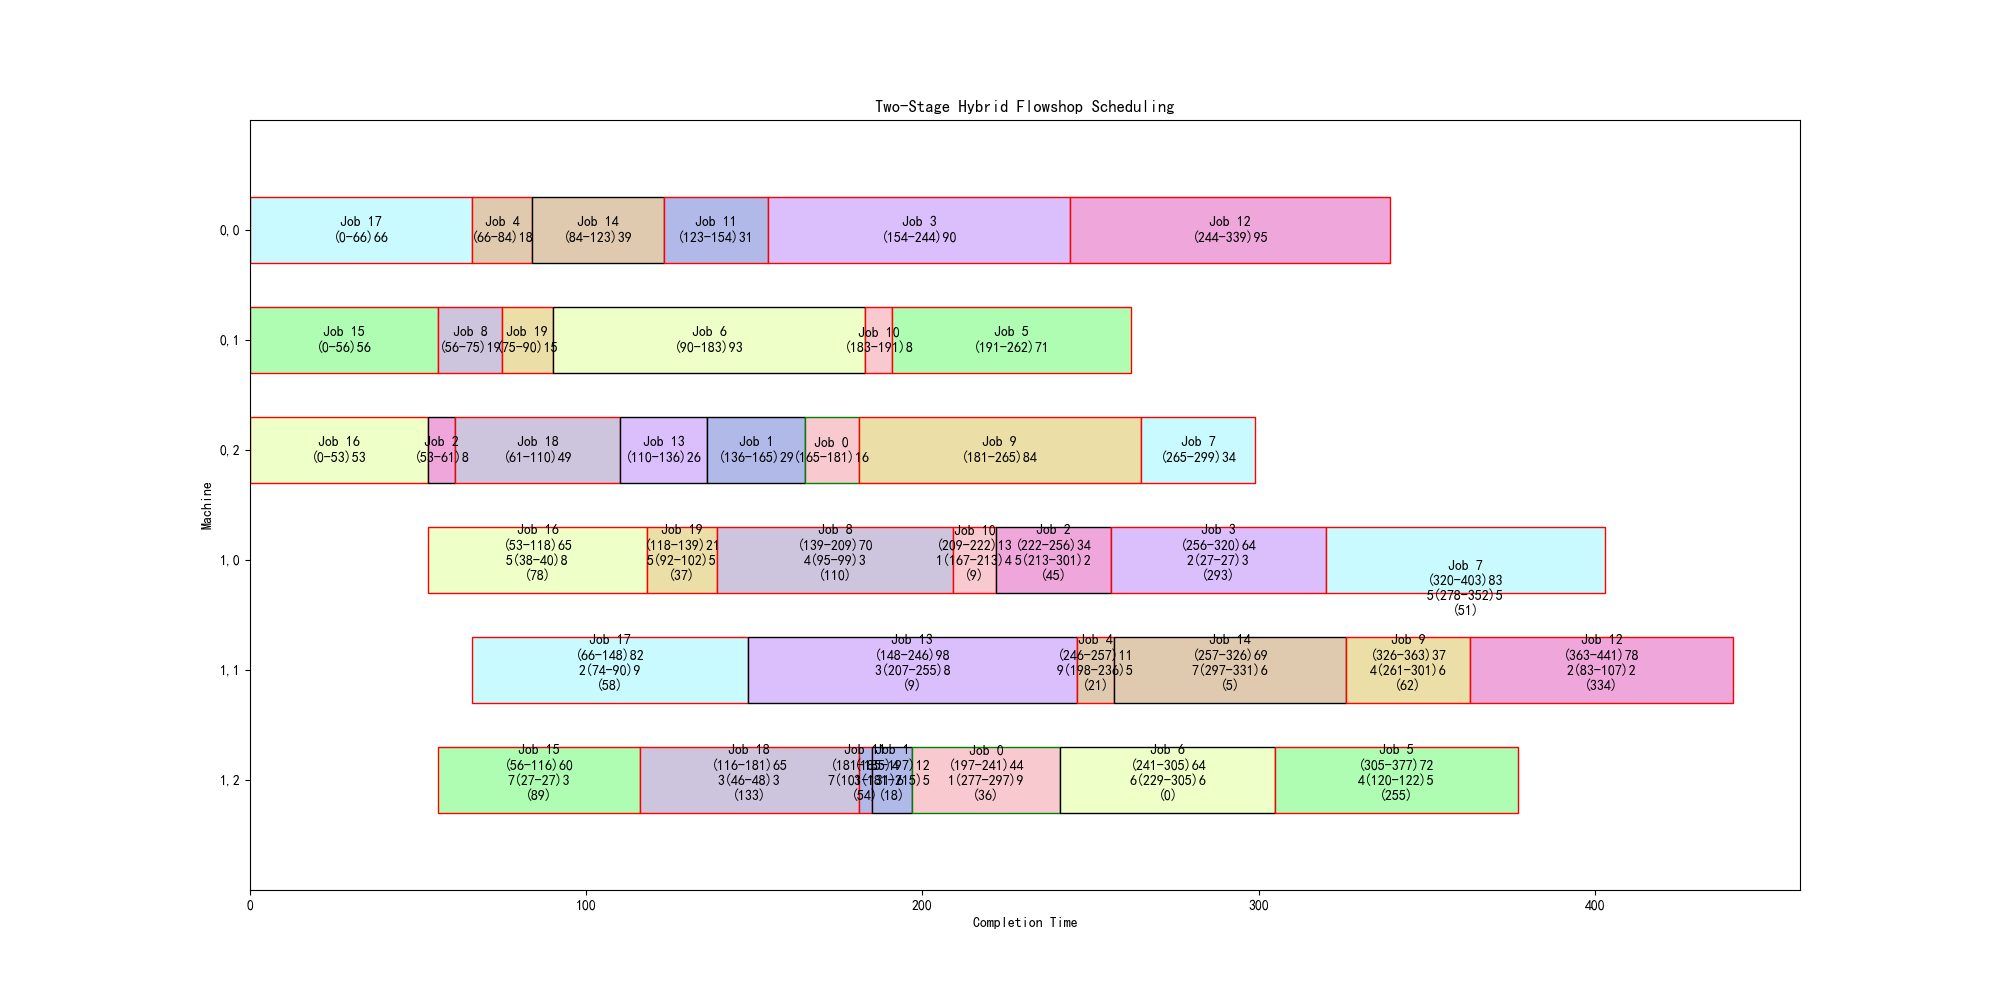 Two-Stage Hybrid Flowshop Scheduling
Machine
0,0
Job 17
(0-66)66
Job 4
(66-84)18
Job 14
(84-123)39
Job 11
(123-154)31
Job 3
(154-244)90
Job 12
(244-339)95
0,1
Job 15
(0-56)56
Job 8
(56-75)19
Job 19
(75-90)15
Job 6
(90-183)93
Job 10
(183-191)8
Job 5
(191-262)71
0,2
Job 16
(0-53)53
Job 2
(53-61)8
Job 18
(61-110)49
Job 13
(110-136)26
Job 1
(136-165)29
Job 0
(165-181)16
Job 9
(181-265)84
Job 7
(265-299)34
1,0
Job 16
(53-118)65
5(38-40)8
(78)
Job 19
(118-139)21
5(92-102)5
(37)
Job 8
(139-209)70
4(95-99)3
(110)
Job 10
(209-222)13
1(167-213)4
(9)
Job 2
(222-256)34
5(213-301)2
(45)
Job 3
(256-320)64
2(27-27)3
(293)
Job 7
(320-403)83
5(278-352)5
(51)
1,1
Job 17
(66-148)82
2(74-90)9
(58)
Job 13
(148-246)98
3(207-255)8
(9)
Job 4
(246-257)11
9(198-236)5
(21)
Job 14
(257-326)69
7(297-331)6
(5)
Job 9
(326-363)37
4(261-301)6
(62)
Job 12
(363-441)78
2(83-107)2
(334)
1,2
Job 15
(56-116)60
7(27-27)3
(89)
Job 18
(116-181)65
3(46-48)3
(133)
Job 11
(54)
Job 1
(185-197)12
(18)
Job 0
(197-241)44
1(277-297)9
(36)
Job 6
(241-305)64
6(229-305)6
(0)
Job 5
(305-377)72
4(120-122)5
(255)
0
100
200
300
400
Completion Time